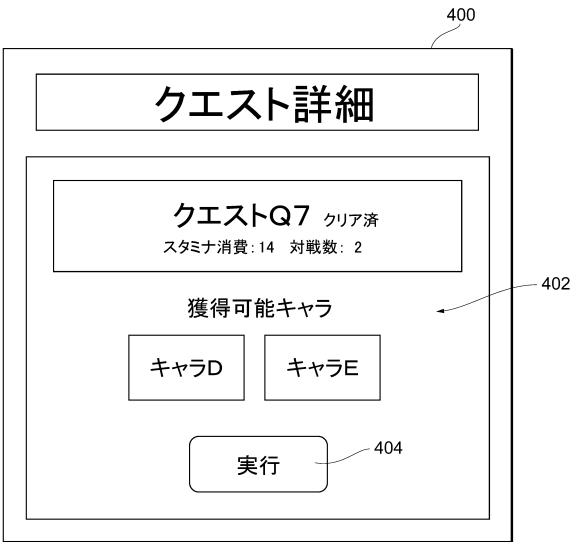 400
クエスト詳細
クエストQ7 クリア済
スタミナ消費:14 対戦数: 2
402
獲得可能キャラ
キャラD キャラE
404
実行